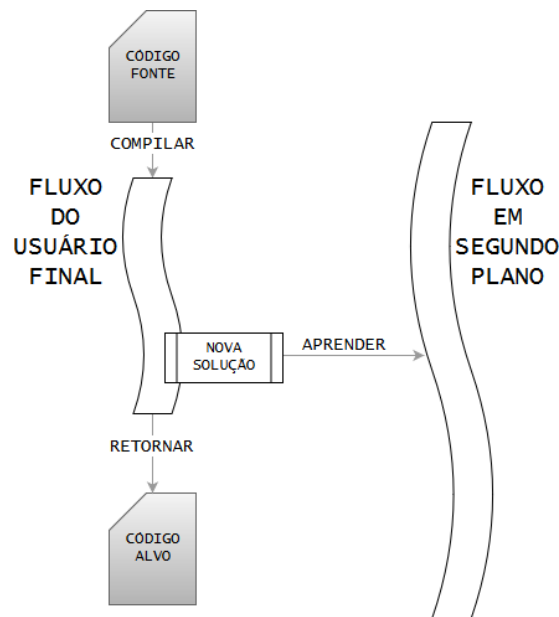 CÓDIGO
FONTE
COMPILAR
FLUXO
DO
USUÁRIO
FINAL
FLUXO
EM
SEGUNDO
PLANO
NOVA
SOLUÇÃO
APRENDER
RETORNAR
CÓDIGO
ALVO